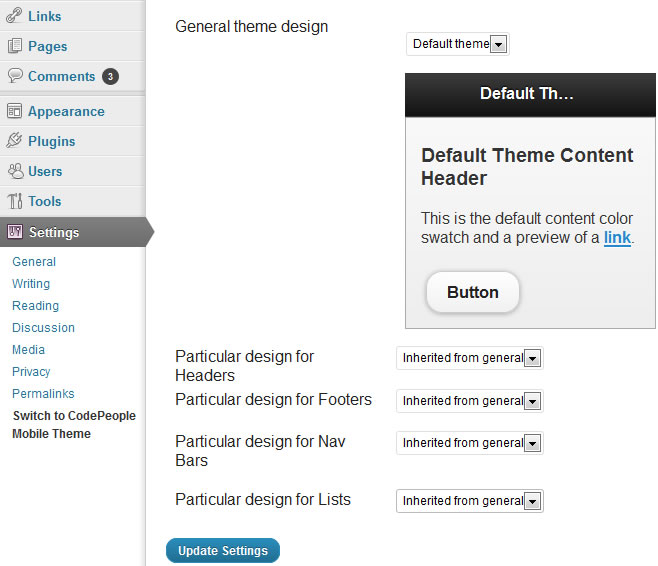 Links
Pages
Comments 3
Appearance
Plugins
Users
Tools
Settings
General
Writing
Reading
Discussion
Media
Privacy
Permalinks
Switch to CodePeople
Mobile Theme
General theme design
Default theme
Default Th…
Default Theme Content
Header
This is the default content color
swatch and a preview of a link.
Button
Particular design for
Headers
Inherited from general
Particular design for Footers
Inherited from general
Particular design for Nav
Bars
Inherited from general
Particular design for Lists
Inherited from general
Update Settings